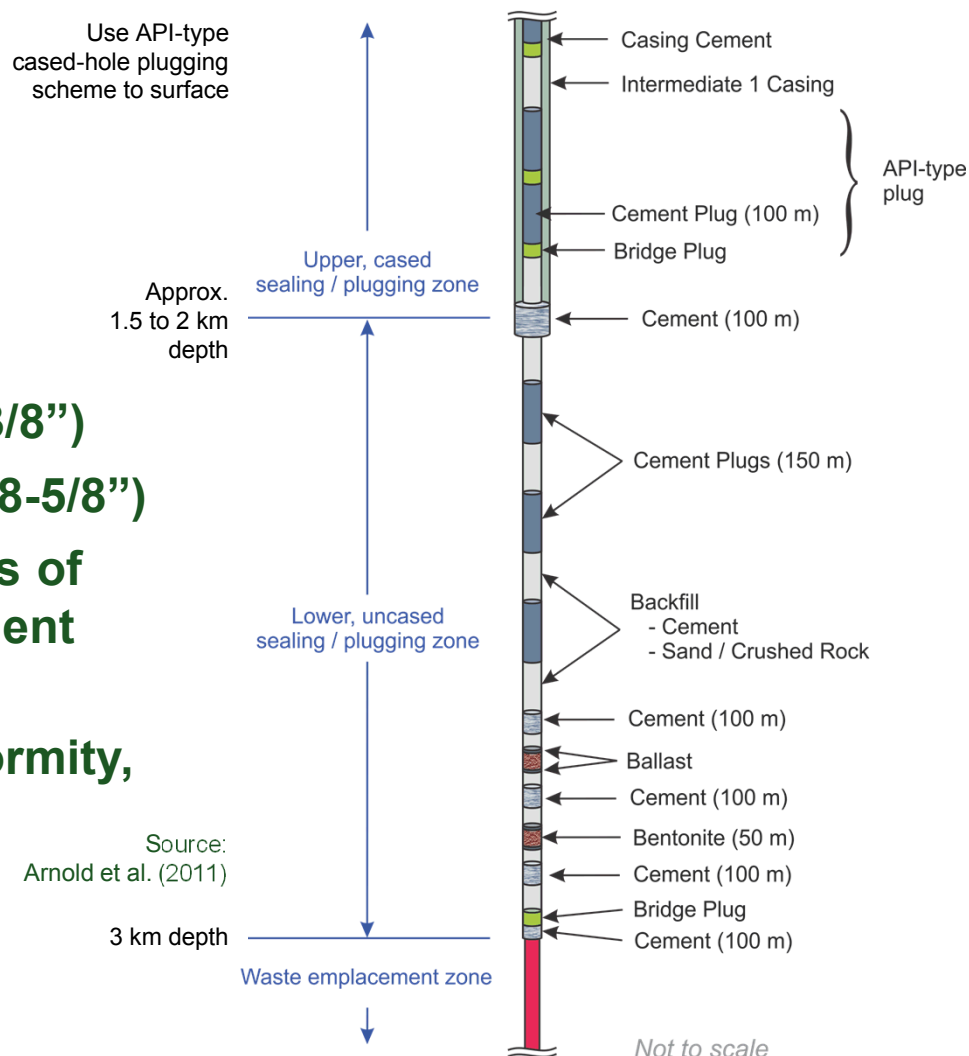 Use API-type
cased-hole plugging
scheme to surface
Casing Cement
Intermediate 1 Casing
API-type
plug
Cement Plug (100 m)
Bridge Plug
Upper, cased
sealing / plugging zone
Approx.
1.5 to 2 km
depth
Cement (100 m)
3/8”)
8-5/8”)
s of
ent
Cement Plugs (150 m)
Lower, uncased
sealing / plugging zone
Backfill
- Cement
- Sand / Crushed Rock
ormity,
Cement (100 m)
Ballast
Cement (100 m)
Source:
Arnold et al. (2011)
Bentonite (50 m)
Cement (100 m)
Bridge Plug
3 km depth
Cement (100 m)
Waste emplacement zone
Not to scale